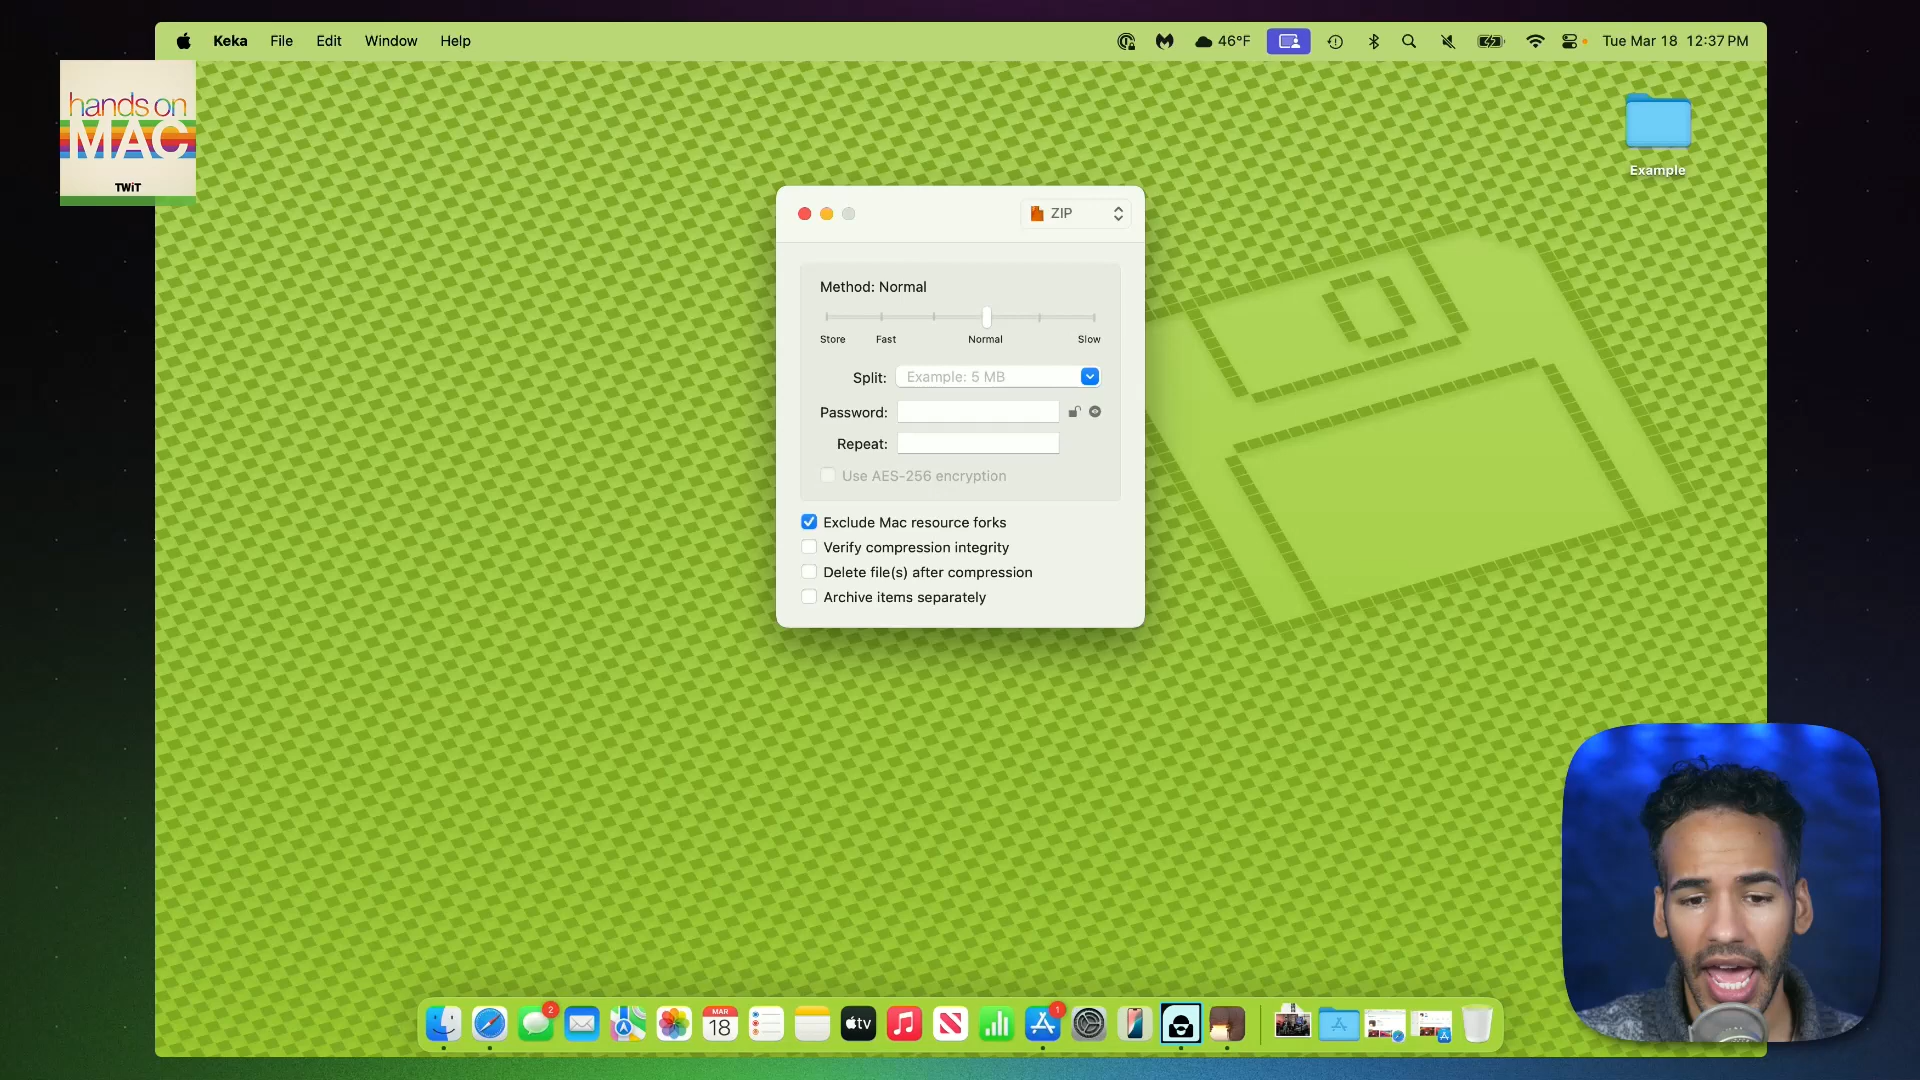 Keka File Edit Window Help 46°F Tue Mar 18 12:37 PM
hands on
MAC
TWiT
Example
ZIP
Method: Normal
Store Fast Normal Slow
Split: Example: 5 MB
Password:
Repeat:
Use AES-256 encryption
Exclude Mac resource forks
Verify compression integrity
Delete file(s) after compression
Archive items separately
2
MAR
18
tv
1